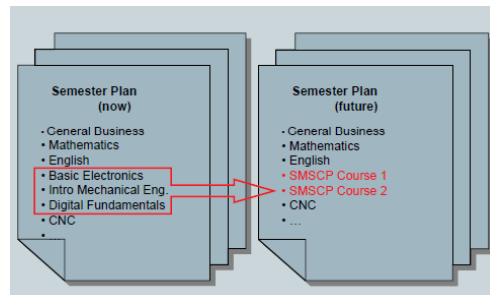 Semester Plan
(now)
- General Business
• Mathematics
• English
• Basic Electronics
• Intro Mechanical Eng.
• Digital Fundamentals
• CNC
•
Semester Plan
(future)
- General Business
• Mathematics
• English
• SMSCP Course 1
• SMSCP Course 2
• CNC
• ...